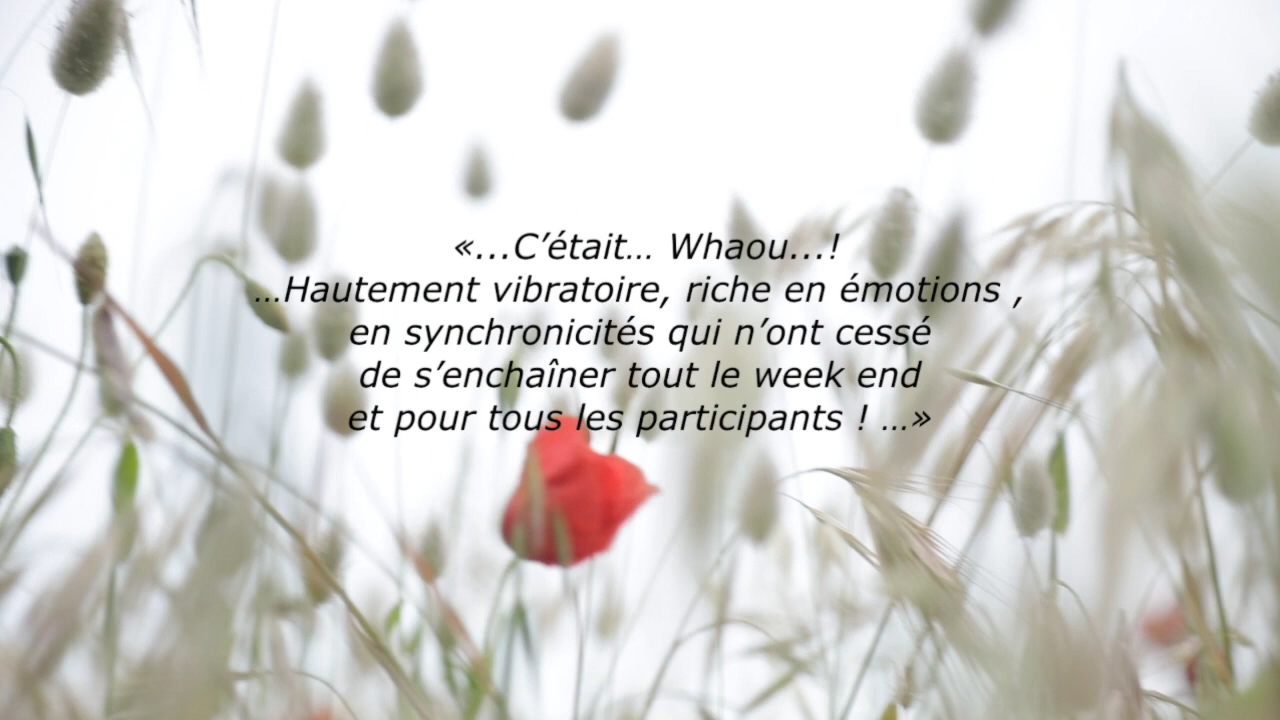 «...C’était... Whaou...!
...Hautement vibratoire, riche en émotions ,
en synchronicités qui n’ont cessé
de s’enchaîner tout le week end
et pour tous les participants ! ...»